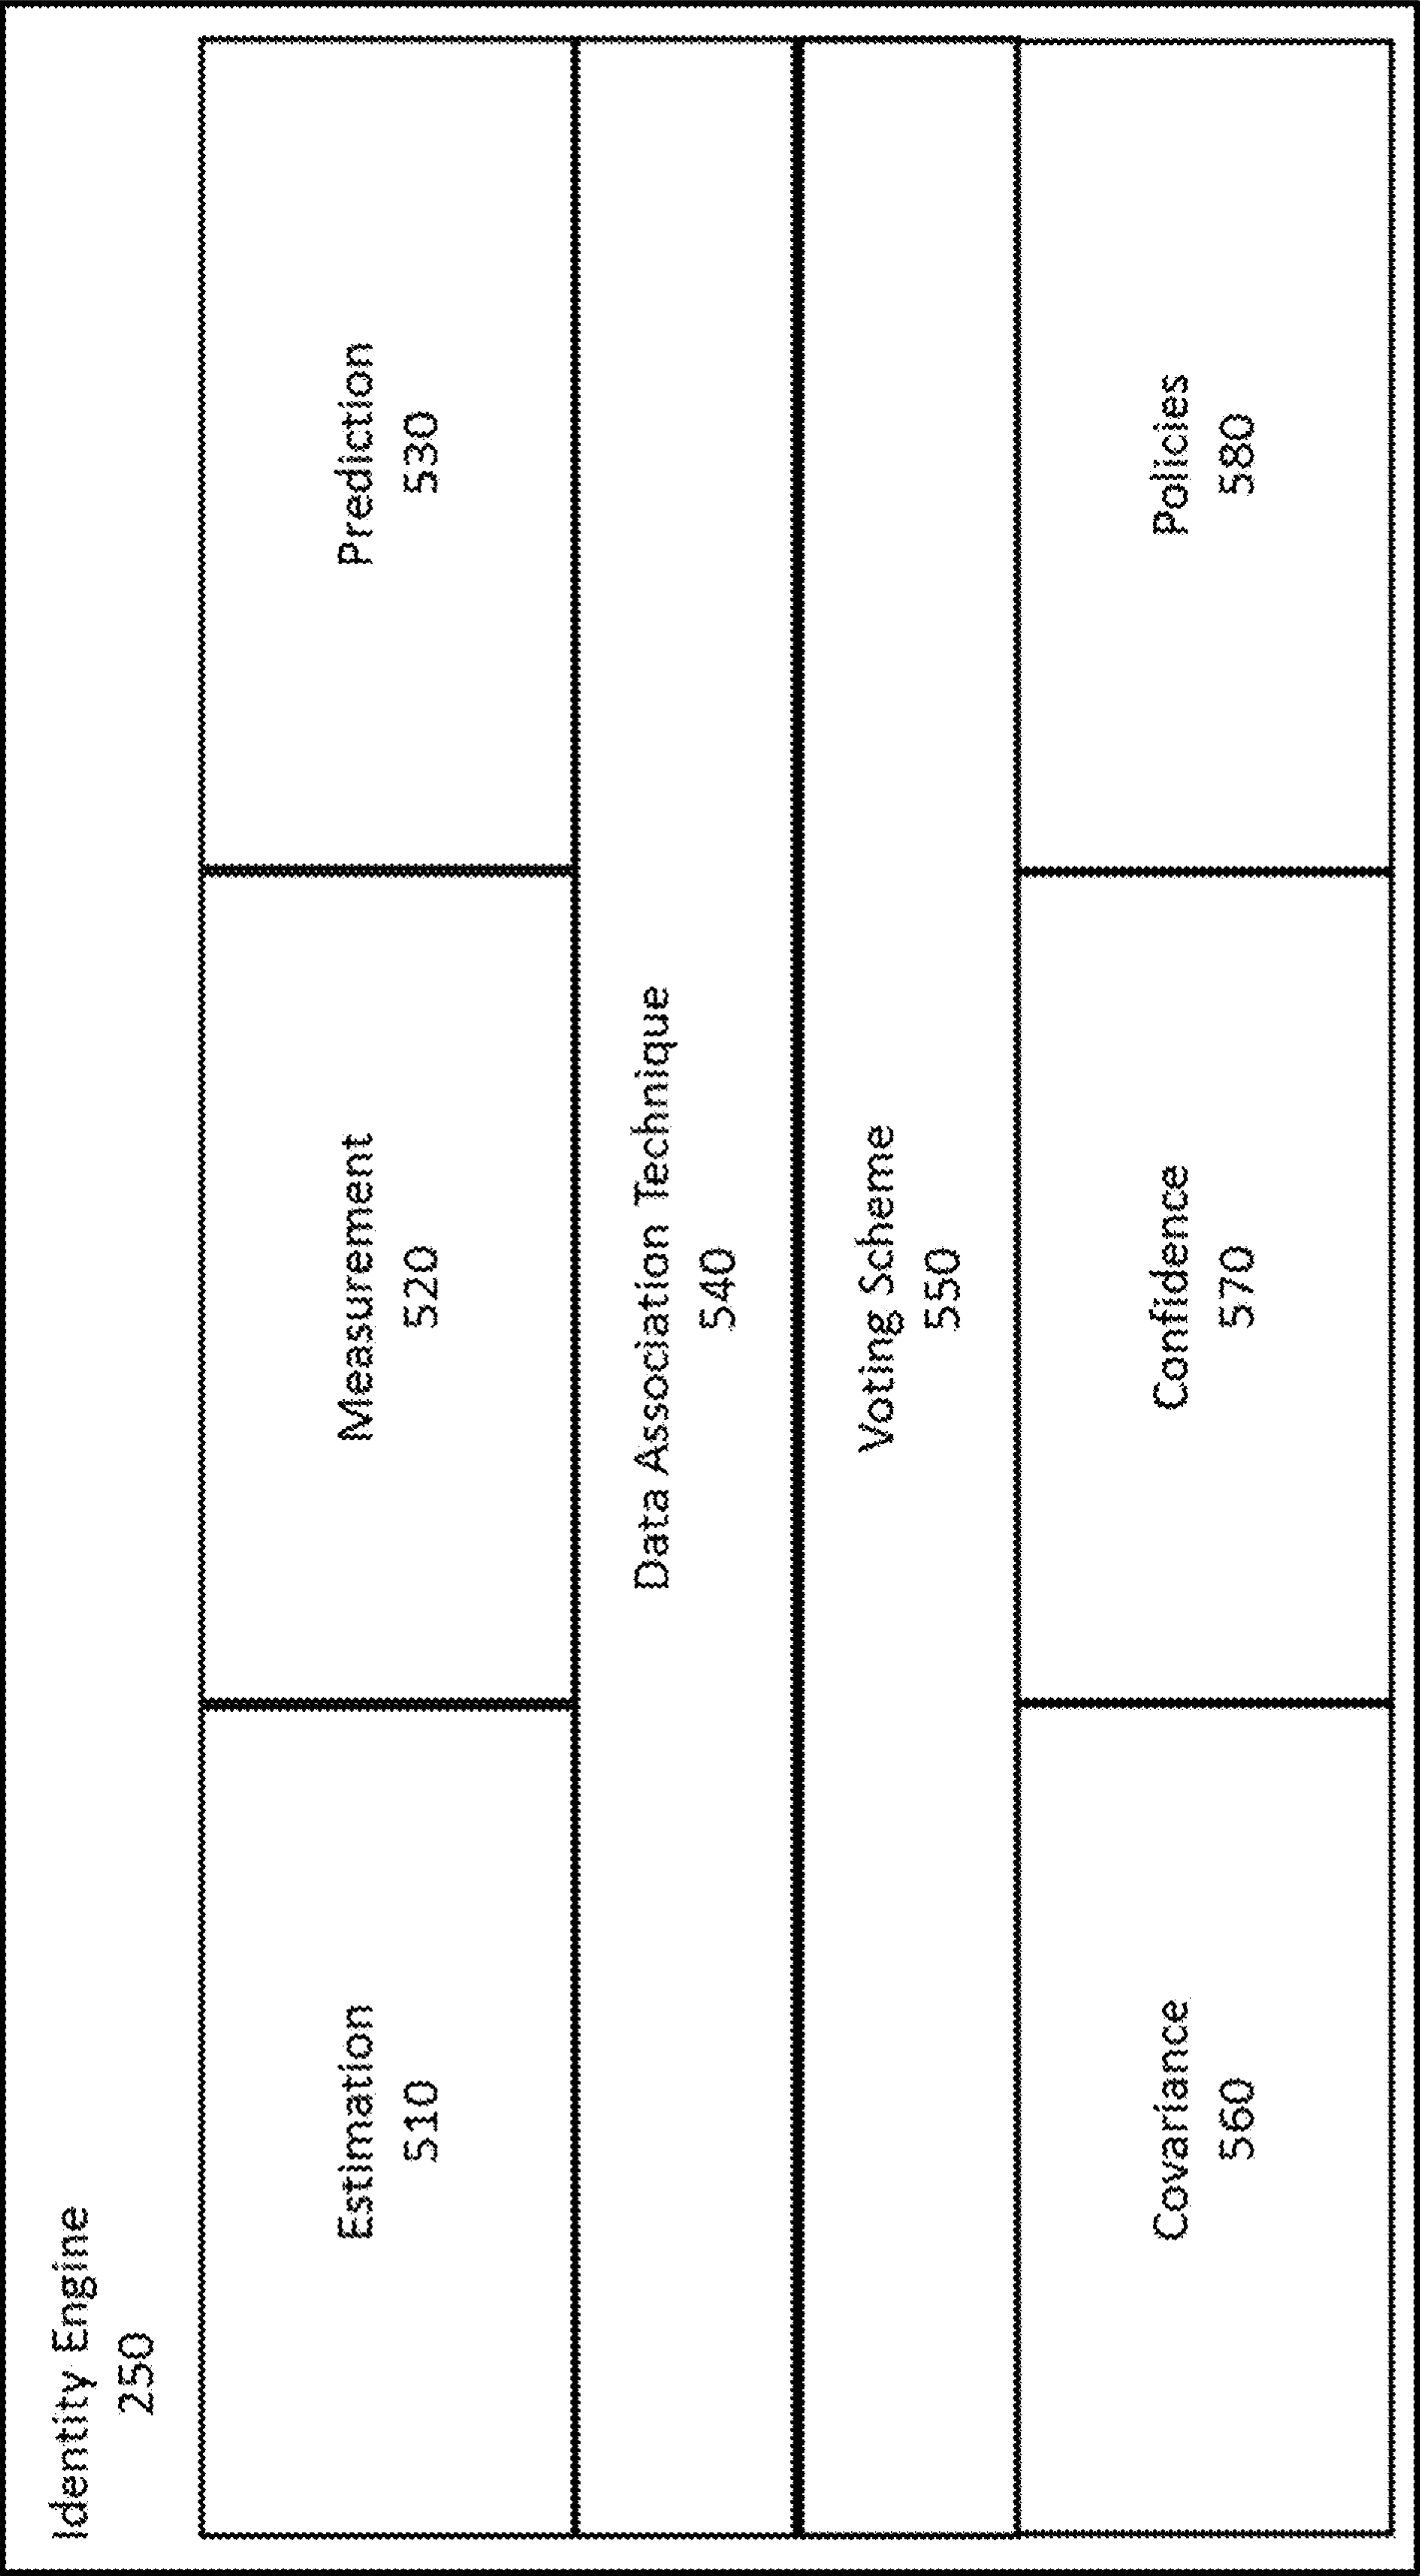 Identity Engine
250
Estimation
510
Measurement
520
Prediction
530
Data Association Technique
540
Voting Scheme
550
Covariance
560
Confidence
570
Policies
580